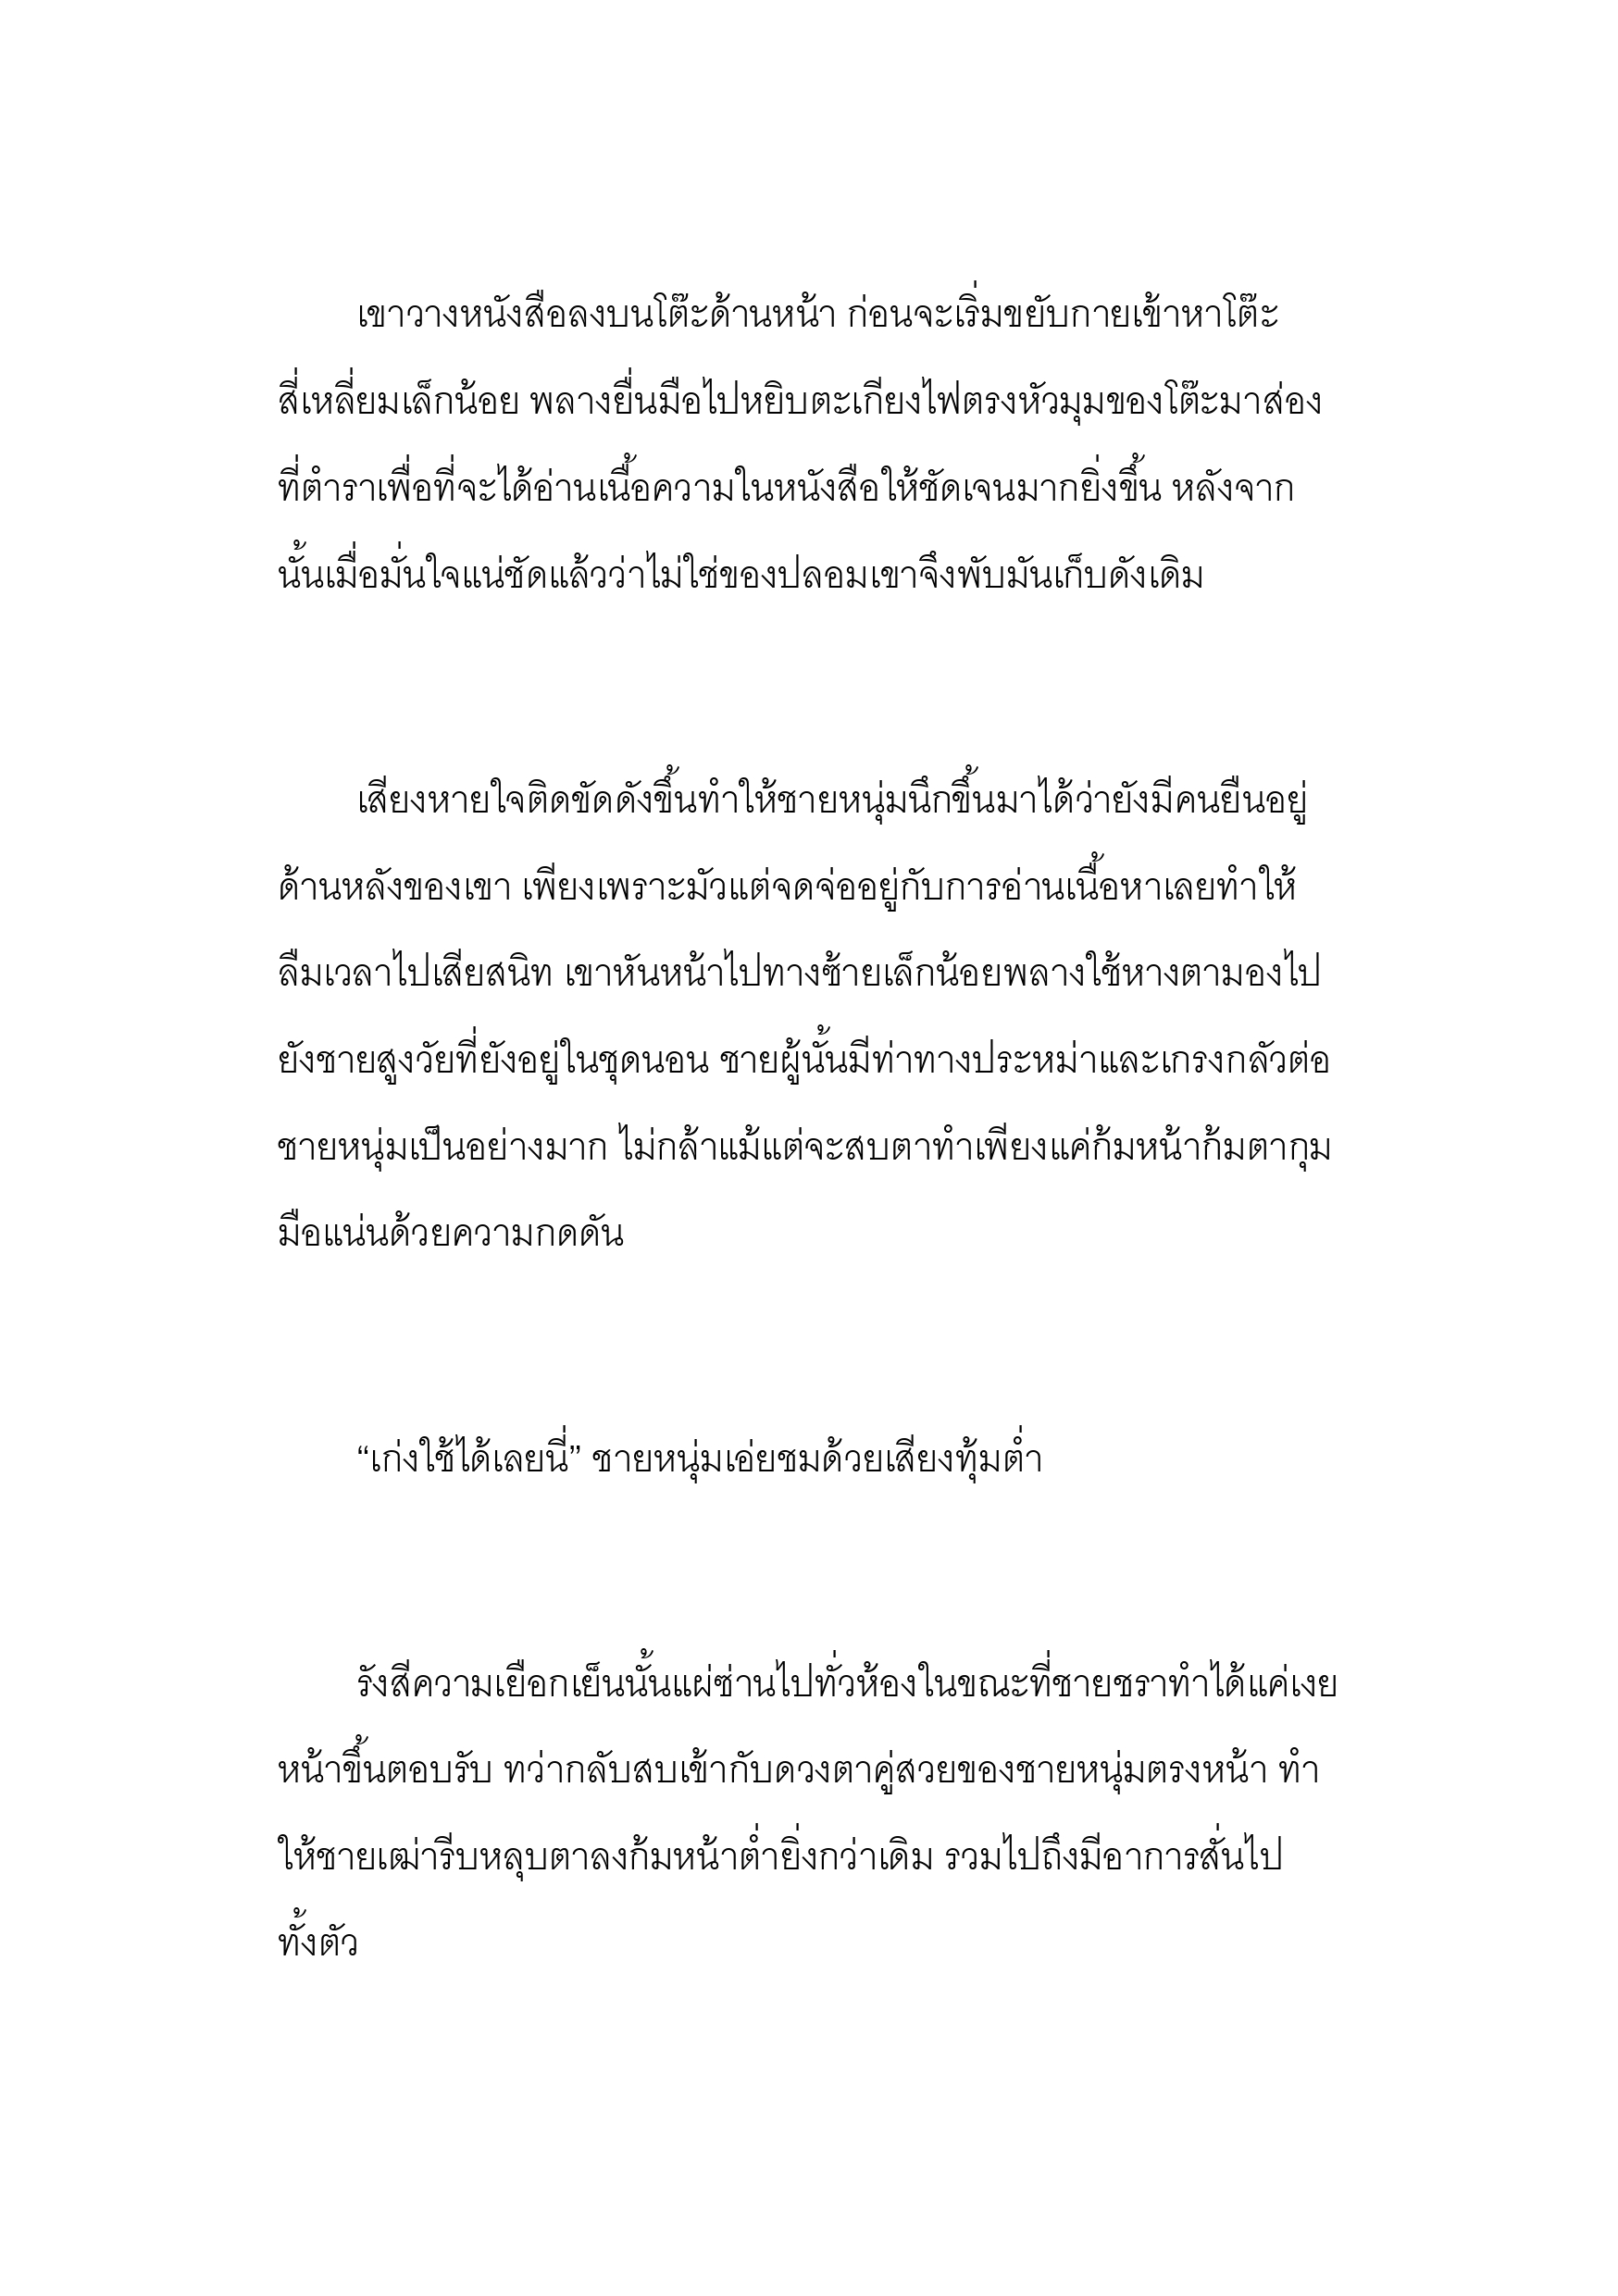 เขาวางหนังสือลงบนโต๊ะด้านหน้า ก่อนจะเริ่มขยับกายเข้าหาโต๊ะ
สี่เหลี่ยมเล็กน้อย พลางยื่นมือไปหยิบตะเกียงไฟตรงหัวมุมของโต๊ะมาส่อง
ที่ตำราเพื่อที่จะได้อ่านเนื้อความในหนังสือให้ชัดเจนมากยิ่งขึ้น หลังจาก
นั้นเมื่อมั่นใจแน่ชัดแล้วว่าไม่ใช่ของปลอมเขาจึงพับมันเก็บดังเดิม
เสียงหายใจติดขัดดังขึ้นทำให้ชายหนุ่มนึกขึ้นมาได้ว่ายังมีคนยืนอยู่
ด้านหลังของเขา เพียงเพราะมัวแต่จดจ่ออยู่กับการอ่านเนื้อหาเลยทำให้
ลืมเวลาไปเสียสนิท เขาหันหน้าไปทางซ้ายเล็กน้อยพลางใช้หางตามองไป
ยังชายสูงวัยที่ยังอยู่ในชุดนอน ชายผู้นั้นมีท่าทางประหม่าและเกรงกลัวต่อ
ชายหนุ่มเป็นอย่างมาก ไม่กล้าแม้แต่จะสบตาทำเพียงแค่ก้มหน้าก้มตากุม
มือแน่นด้วยความกดดัน
“เก่งใช้ได้เลยนี่” ชายหนุ่มเอ่ยชมด้วยเสียงทุ้มต่ำ
รังสีความเยือกเย็นนั้นแผ่ซ่านไปทั่วห้องในขณะที่ชายชราทำได้แค่เงย
หน้าขึ้นตอบรับ ทว่ากลับสบเข้ากับดวงตาคู่สวยของชายหนุ่มตรงหน้า ทำ
ให้ชายเฒ่ารีบหลุบตาลงก้มหน้าต่ำยิ่งกว่าเดิม รวมไปถึงมีอาการสั่นไป
ทั้งตัว